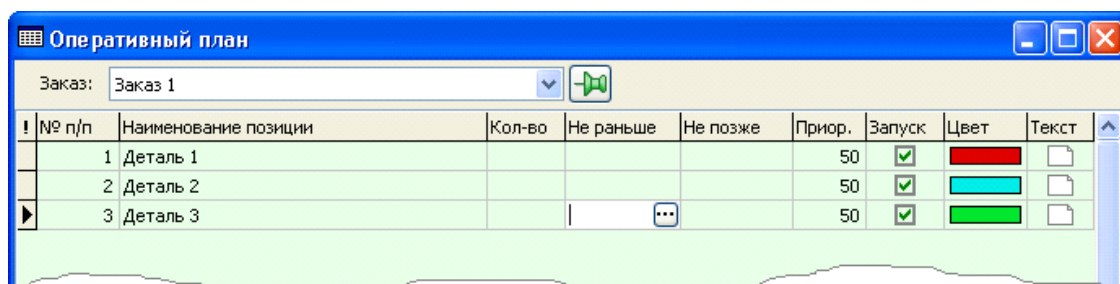 Оперативный план
Заказ: Заказ 1
! № п/п Наименование позиции Кол-во Не раньше Не позже Приор. Запуск Цвет Текст
1 Деталь 1 50
2 Деталь 2 50
3 Деталь 3 ... 50